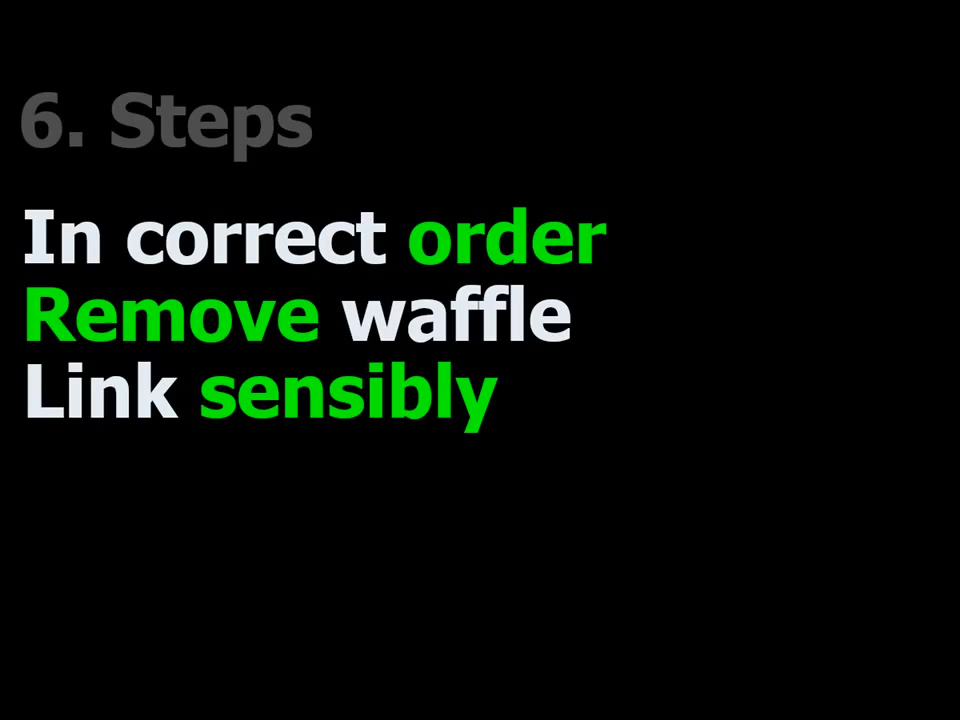 6. Steps
In correct order
Remove waffle
Link sensibly